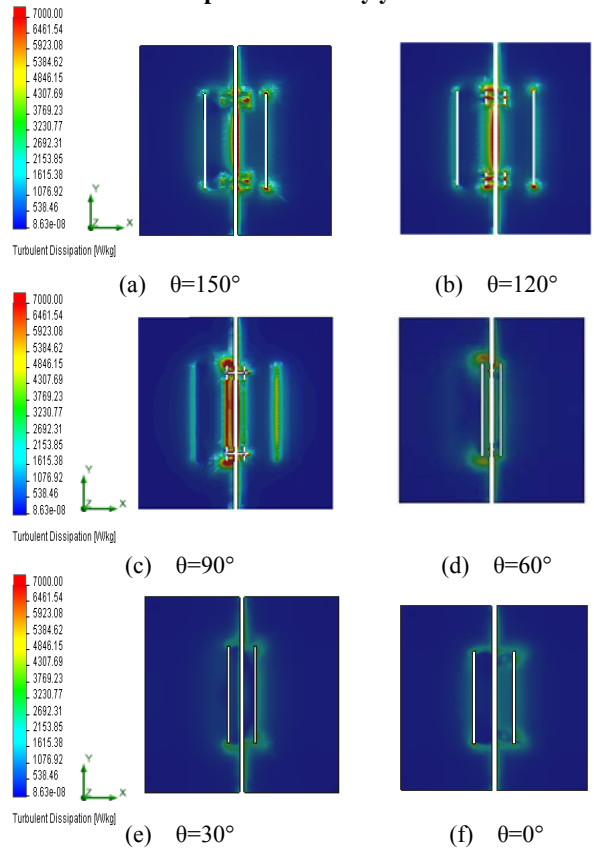 7000.00
6461.54
5923.08
5384.62
4846.15
4307.69
3769.23
3230.77
2692.31
2153.85
1615.38
1076.92
538.46
8.63e-08
Y
Z X
Turbulent Dissipation [W/kg]
(a) θ=150° (b) θ=120°
7000.00
6461.54
5923.08
5384.62
4846.15
4307.69
3769.23
3230.77
2692.31
2153.85
1615.38
1076.92
538.46
8.63e-08
Y
Z X
Turbulent Dissipation [W/kg]
(c) θ=90° (d) θ=60°
7000.00
6461.54
5923.08
5384.62
4846.15
4307.69
3769.23
3230.77
2692.31
2153.85
1615.38
1076.92
538.46
8.63e-08
Y
Z X
Turbulent Dissipation [W/kg]
(e) θ=30° (f) θ=0°